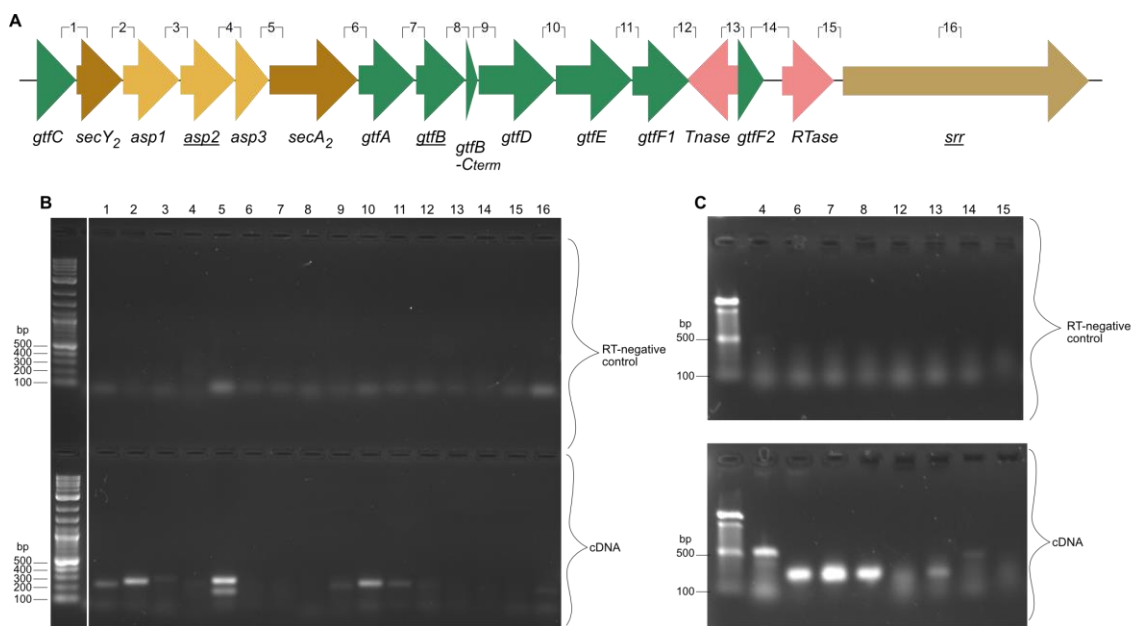 A
1 2 3 4 5 6 7 8 9 10 11 12 13 14 15 16
gtfC secY2 asp1 asp2 asp3 secA2 gtfA gtfB gtfB gtfD gtfE gtfF1 Tnase gtfF2 RTase srr
-Cterm
B
1 2 3 4 5 6 7 8 9 10 11 12 13 14 15 16
bp
500
400
300
200
100
RT-negative
control
bp
500
400
300
200
100
cDNA
C
4 6 7 8 12 13 14 15
bp
500
100
RT-negative
control
bp
500
100
cDNA